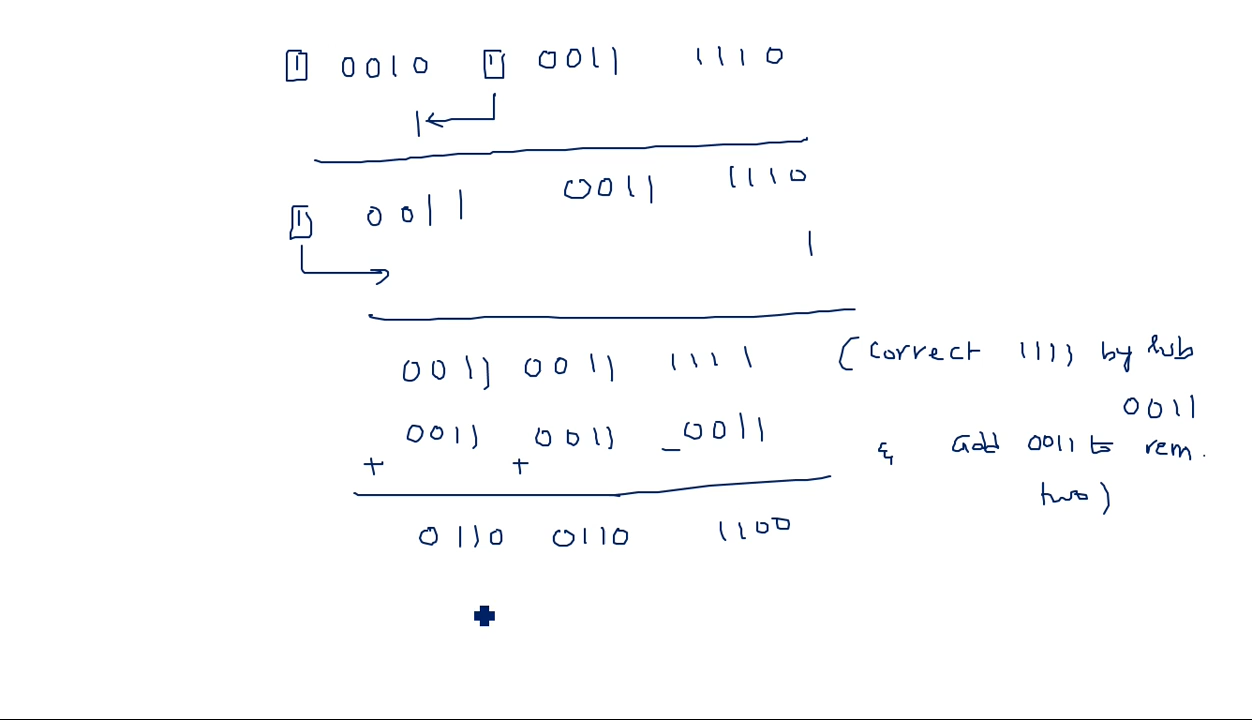 1 0010 1 0011 1110
1
1 0011 0011 1110
1
0011 0011 1111 (correct 1111 by sub
0011
0011 0011 _0011 & add 0011 to rem.
+ +
two)
0110 0110 1100